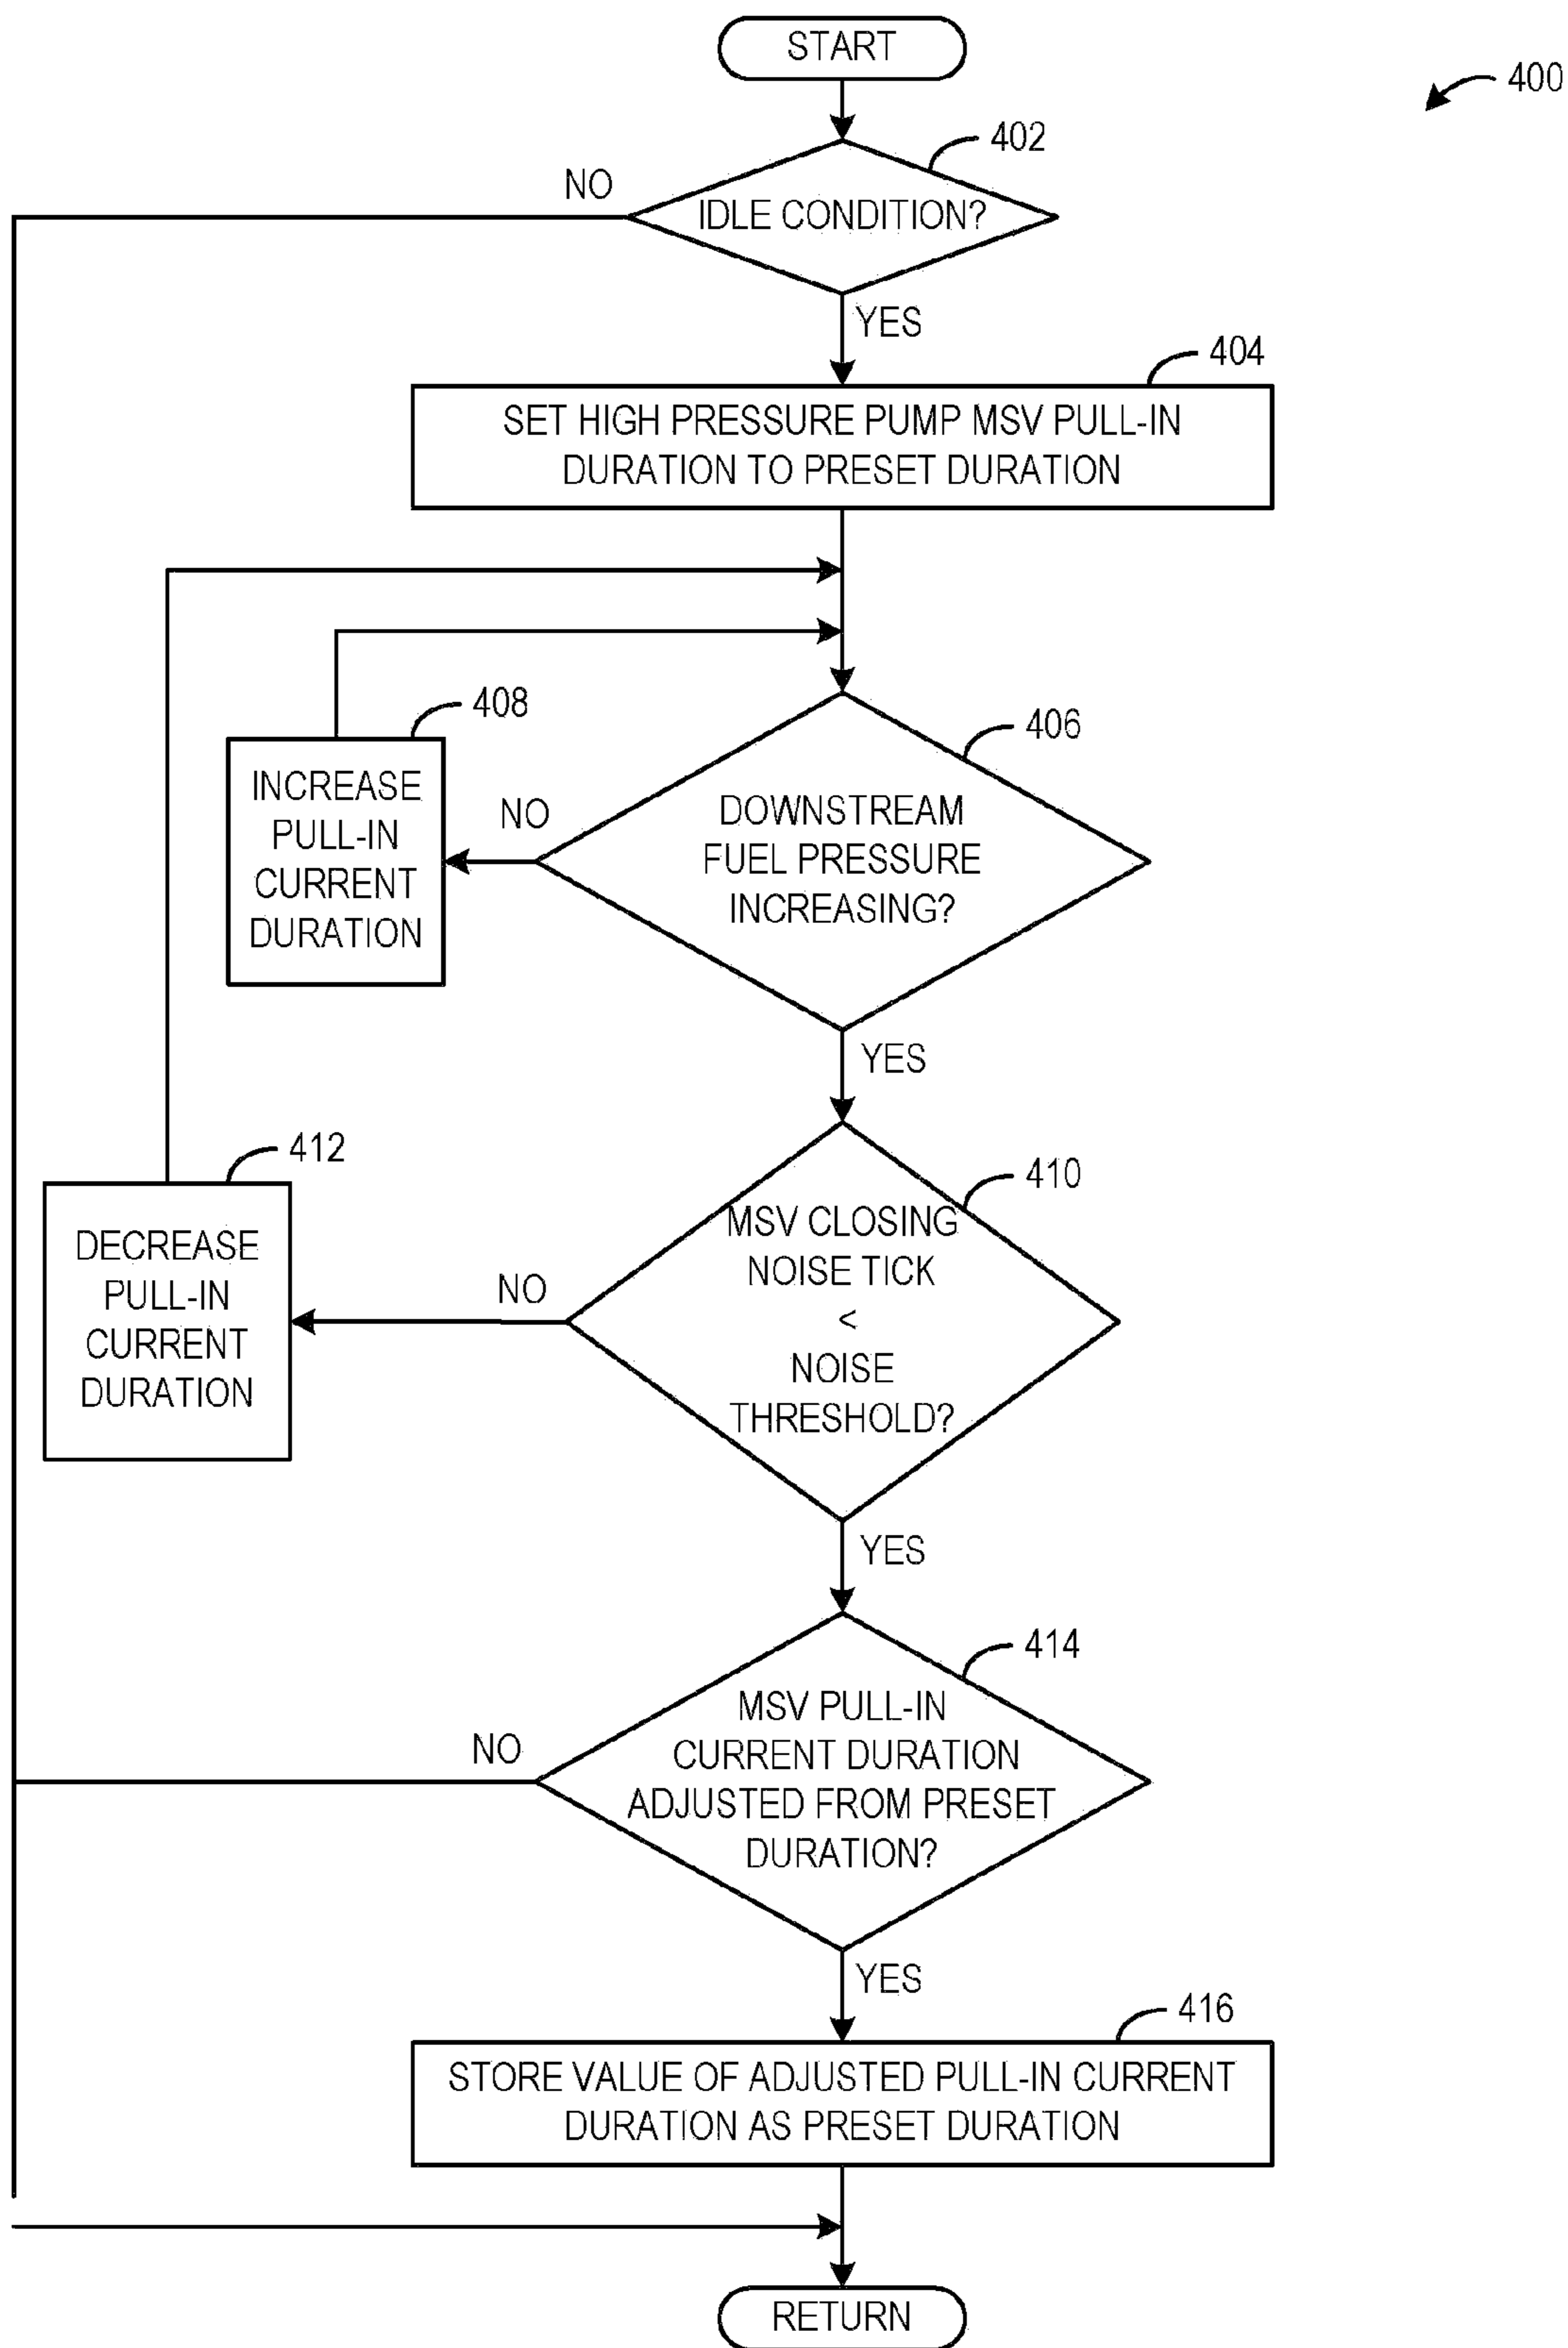 START
400
402
NO
IDLE CONDITION?
YES
404
SET HIGH PRESSURE PUMP MSV PULL-IN
DURATION TO PRESET DURATION
408
406
INCREASE
PULL-IN
CURRENT
DURATION
NO
DOWNSTREAM
FUEL PRESSURE
INCREASING?
YES
412
410
DECREASE
PULL-IN
CURRENT
DURATION
NO
MSV CLOSING
NOISE TICK
<
NOISE
THRESHOLD?
YES
414
NO
MSV PULL-IN
CURRENT DURATION
ADJUSTED FROM PRESET
DURATION?
YES
416
STORE VALUE OF ADJUSTED PULL-IN CURRENT
DURATION AS PRESET DURATION
RETURN